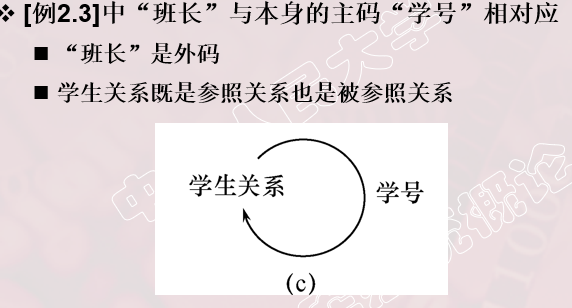 ❖ [例2.3]中“班长”与本身的主码“学号”相对应
■ “班长”是外码
■ 学生关系既是参照关系也是被参照关系
学生关系 学号
(c)